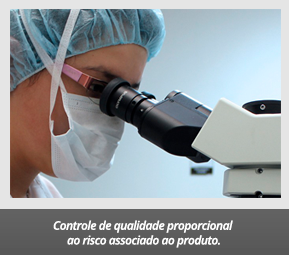 Controle de qualidade proporcional
ao risco associado ao produto.